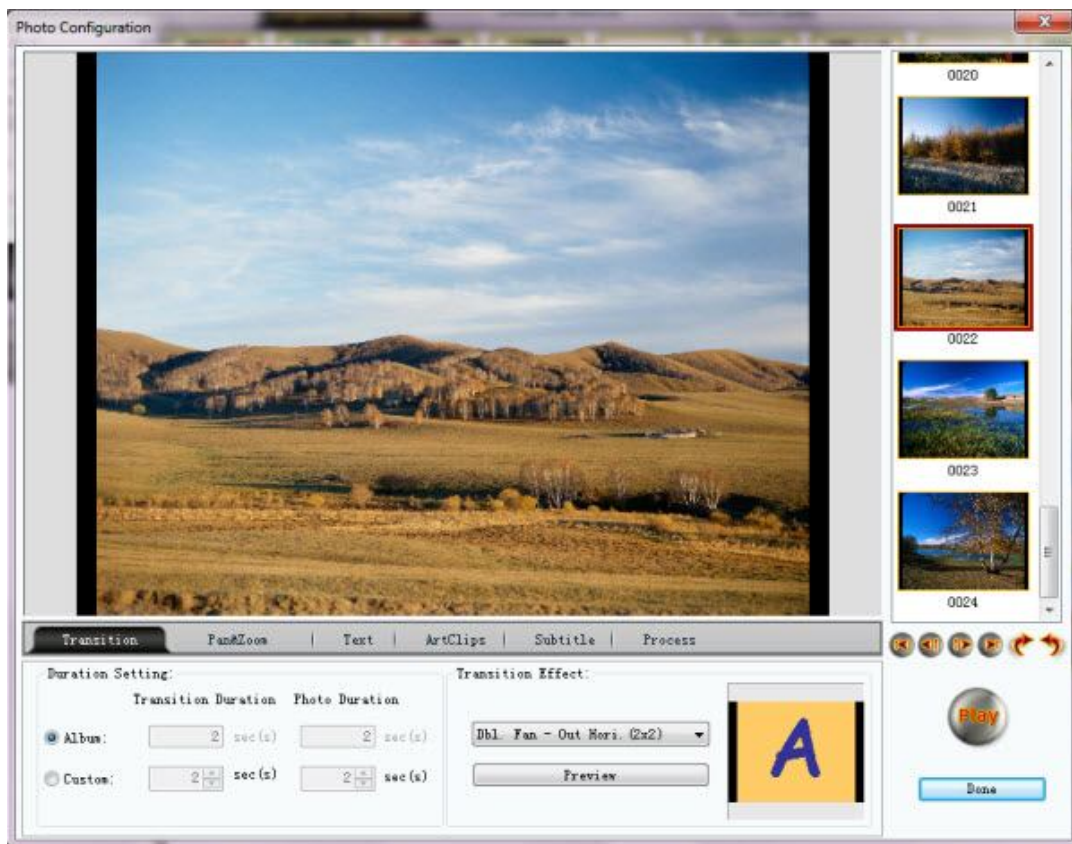 Photo Configuration
0020
0021
0022
0023
0024
Transition Pan&Zoom | Text | ArtClips | Subtitle | Process
Duration Setting:
Transition Duration Photo Duration
Album: 2 sec(s) 2 sec(s)
Custom: 2 sec(s) 2 sec(s)
Transition Effect:
Dbl. Fan - Out Hori. (2x2)
Preview
A
Play
Done